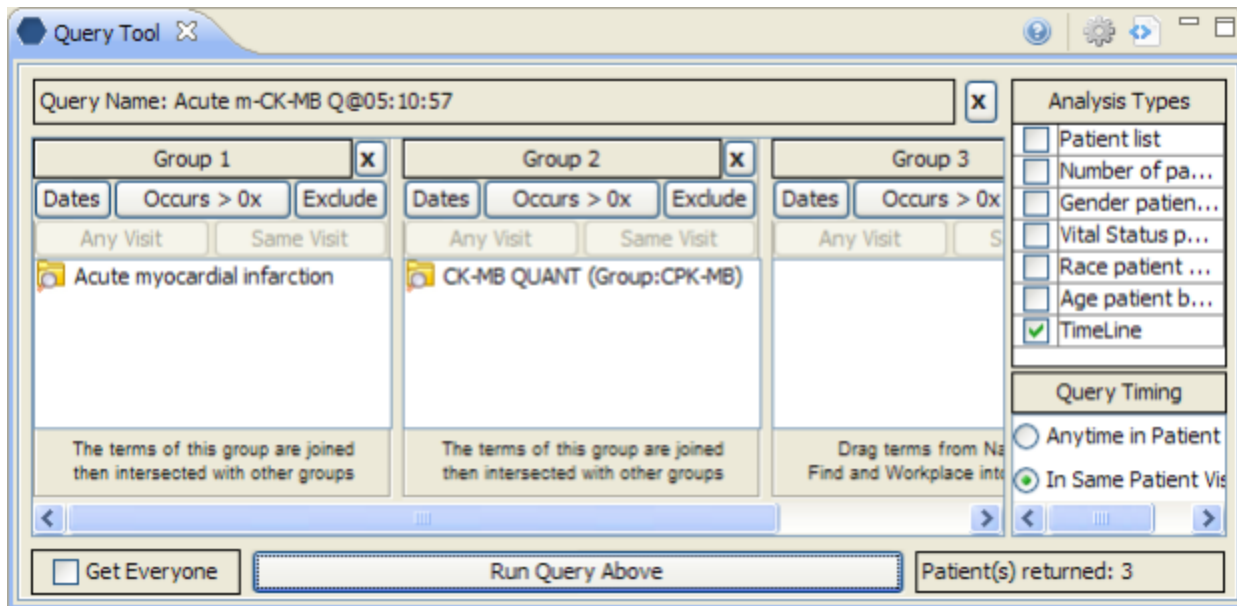 Query Tool
Query Name: Acute m-CK-MB Q@05:10:57
x
Analysis Types
Group 1
x
Group 2
x
Group 3
Dates
Occurs > 0x
Exclude
Dates
Occurs > 0x
Exclude
Dates
Occurs > 0x
Any Visit
Same Visit
Any Visit
Same Visit
Any Visit
S
Acute myocardial infarction
CK-MB QUANT (Group:CPK-MB)
Patient list
Number of pa...
Gender patien...
Vital Status p...
Race patient ...
Age patient b...
TimeLine
The terms of this group are joined
then intersected with other groups
The terms of this group are joined
then intersected with other groups
Drag terms from Na
Find and Workplace int
Query Timing
Anytime in Patient
In Same Patient Vis
Get Everyone
Run Query Above
Patient(s) returned: 3